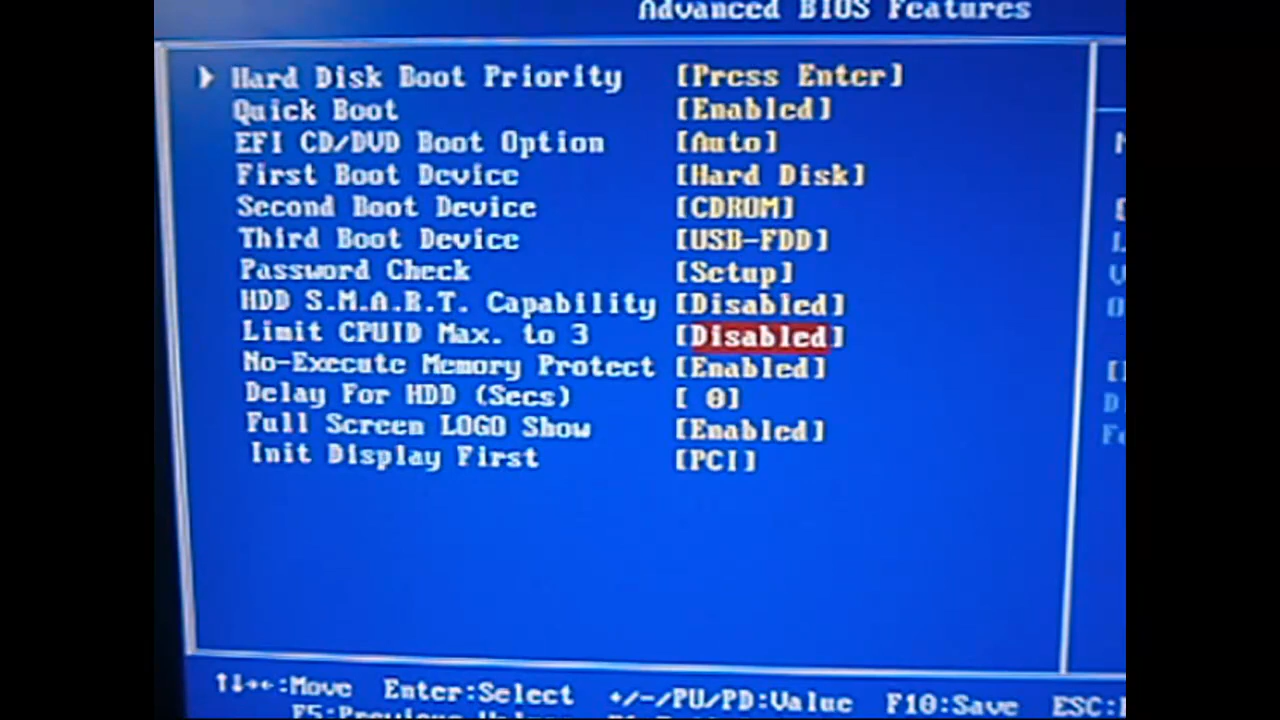 Advanced BIOS Features
Hard Disk Boot Priority [Press Enter]
Quick Boot [Enabled]
EFI CD/DVD Boot Option [Auto]
First Boot Device [Hard Disk]
Second Boot Device [CDROM]
Third Boot Device [USB-FDD]
Password Check [Setup]
HDD S.M.A.R.T. Capability [Disabled]
Limit CPUID Max. to 3 [Disabled]
No-Execute Memory Protect [Enabled]
Delay For HDD (Secs) [ 0]
Full Screen LOGO Show [Enabled]
Init Display First [PCI]
↑↓→←:Move Enter:Select +/-/PU/PD:Value F10:Save ESC:
F5:Previous